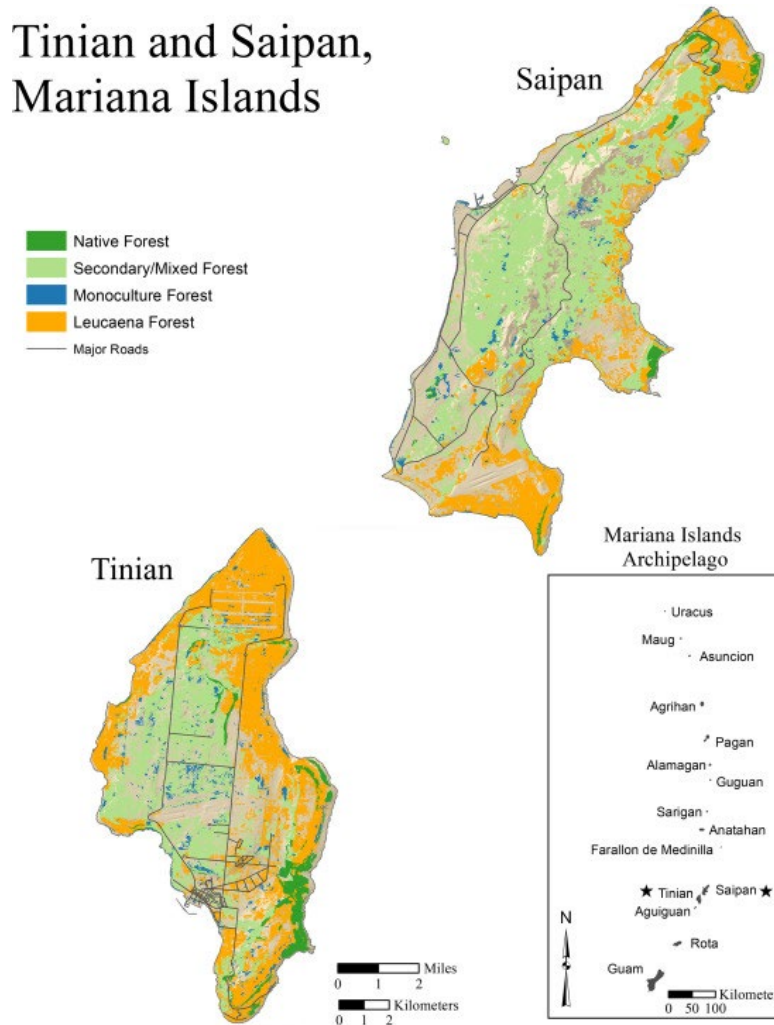 Tinian and Saipan,
Mariana Islands
Saipan
Native Forest
Secondary/Mixed Forest
Monoculture Forest
Leucaena Forest
Major Roads
Tinian
Miles
0 1 2
Kilometers
0 1 2
Mariana Islands
Archipelago
Uracus
Maug
Asuncion
Agrihan
Pagan
Alamagan
Guguan
Sarigan
Anatahan
Farallon de Medinilla
Tinian
Saipan
Aguiguan
N
Rota
Guam
Kilomete
0 50 100